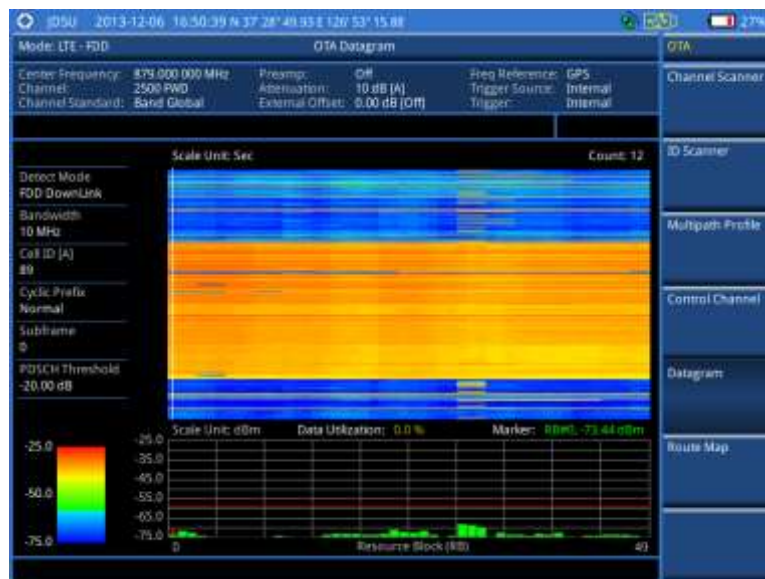 JDSU 2013-12-06 16:50:39 N 37° 28' 49.93 E 126° 53' 15.88 27%
Mode: LTE - FDD OTA Datagram OTA
Center Frequency: 879.000 000 MHz Preamp: Off Freq Reference: GPS
Channel: 2500 FWD Attenuation: 10 dB [A] Trigger Source: Internal
Channel Standard: Band Global External Offset: 0.00 dB [Off] Trigger: Internal
Channel Scanner
Scale Unit: Sec Count: 12
ID Scanner
Detect Mode
FDD DownLink
Bandwidth
10 MHz
Multipath Profile
Cell ID [A]
89
Cyclic Prefix
Normal
Control Channel
Subframe
0
PDSCH Threshold
-20.00 dB
Datagram
Scale Unit: dBm Data Utilization: 0.0 % Marker: -73.44 dBm
Route Map
-25.0
-50.0
-75.0
-25.0
-35.0
-45.0
-55.0
-65.0
-75.0
0 Resource Block (RB) 49